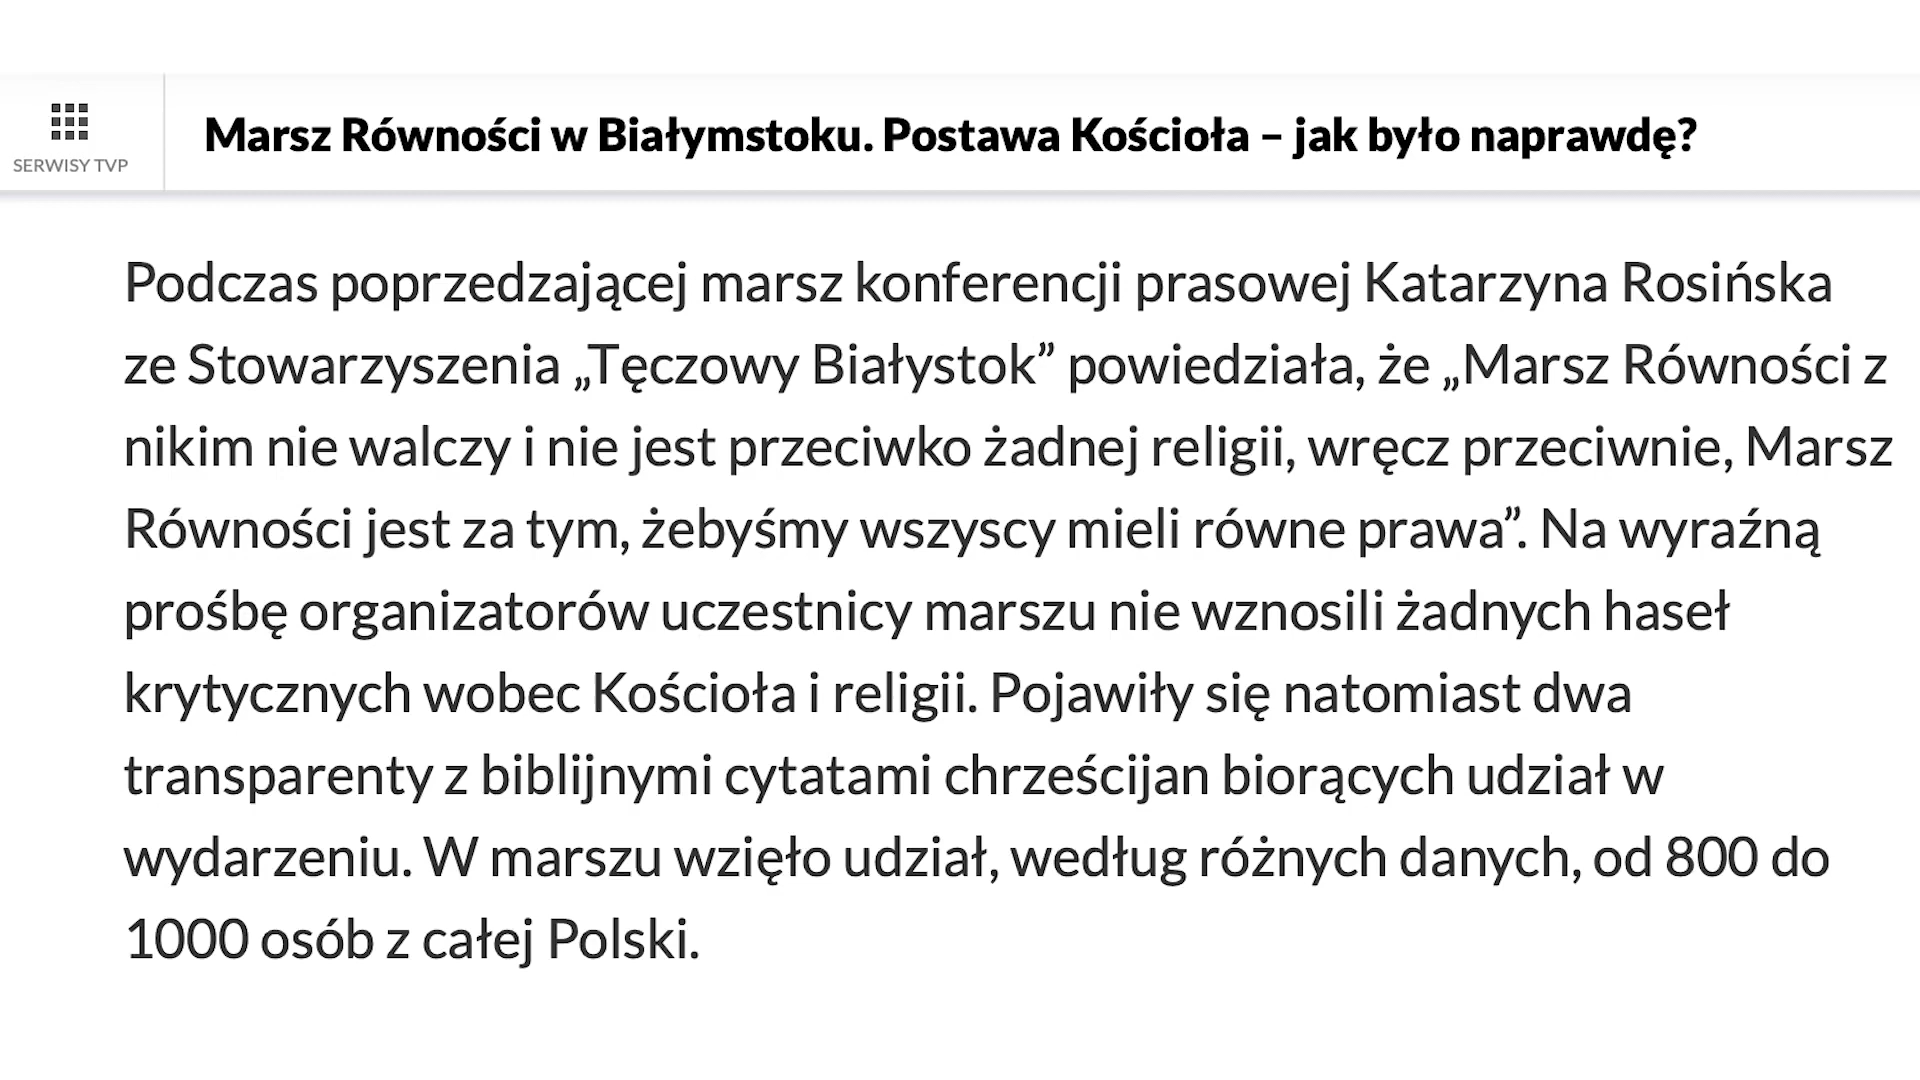 SERWISY TVP
Marsz Równości w Białymstoku. Postawa Kościoła – jak było naprawdę?
Podczas poprzedzającej marsz konferencji prasowej Katarzyna Rosińska
ze Stowarzyszenia „Tęczowy Białystok” powiedziała, że „Marsz Równości z
nikim nie walczy i nie jest przeciwko żadnej religii, wręcz przeciwnie, Marsz
Równości jest za tym, żebyśmy wszyscy mieli równe prawa”. Na wyraźną
prośbę organizatorów uczestnicy marszu nie wznosili żadnych haseł
krytycznych wobec Kościoła i religii. Pojawiły się natomiast dwa
transparenty z biblijnymi cytatami chrześcijan biorących udział w
wydarzeniu. W marszu wzięło udział, według różnych danych, od 800 do
1000 osób z całej Polski.